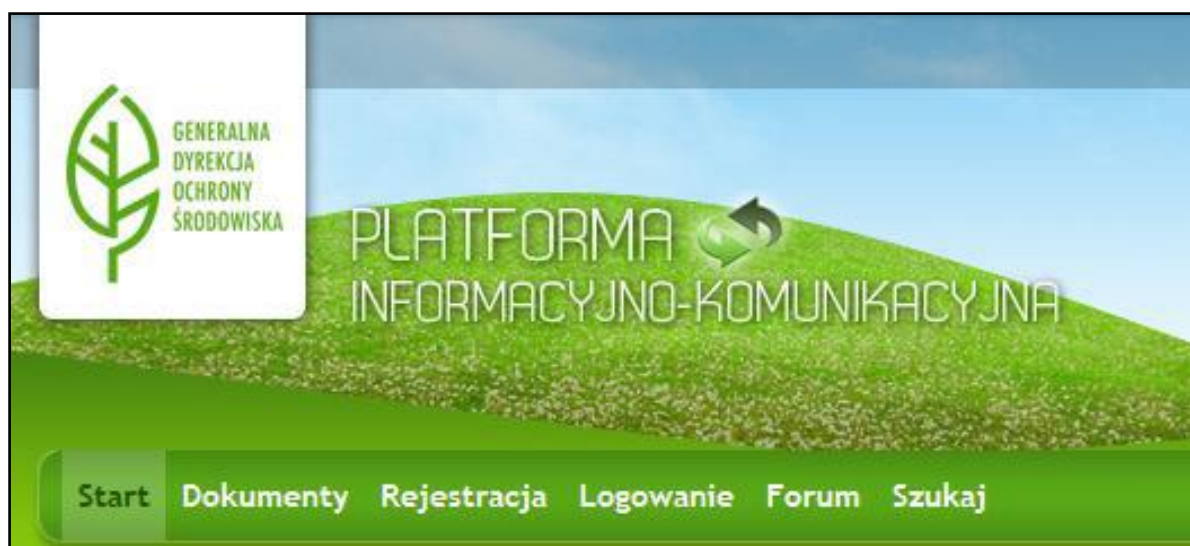 GENERALNA
DYREKCJA
OCHRONY
ŚRODOWISKA
PLATFORMA
INFORMACYJNO-KOMUNIKACYJNA
Start Dokumenty Rejestracja Logowanie Forum Szukaj